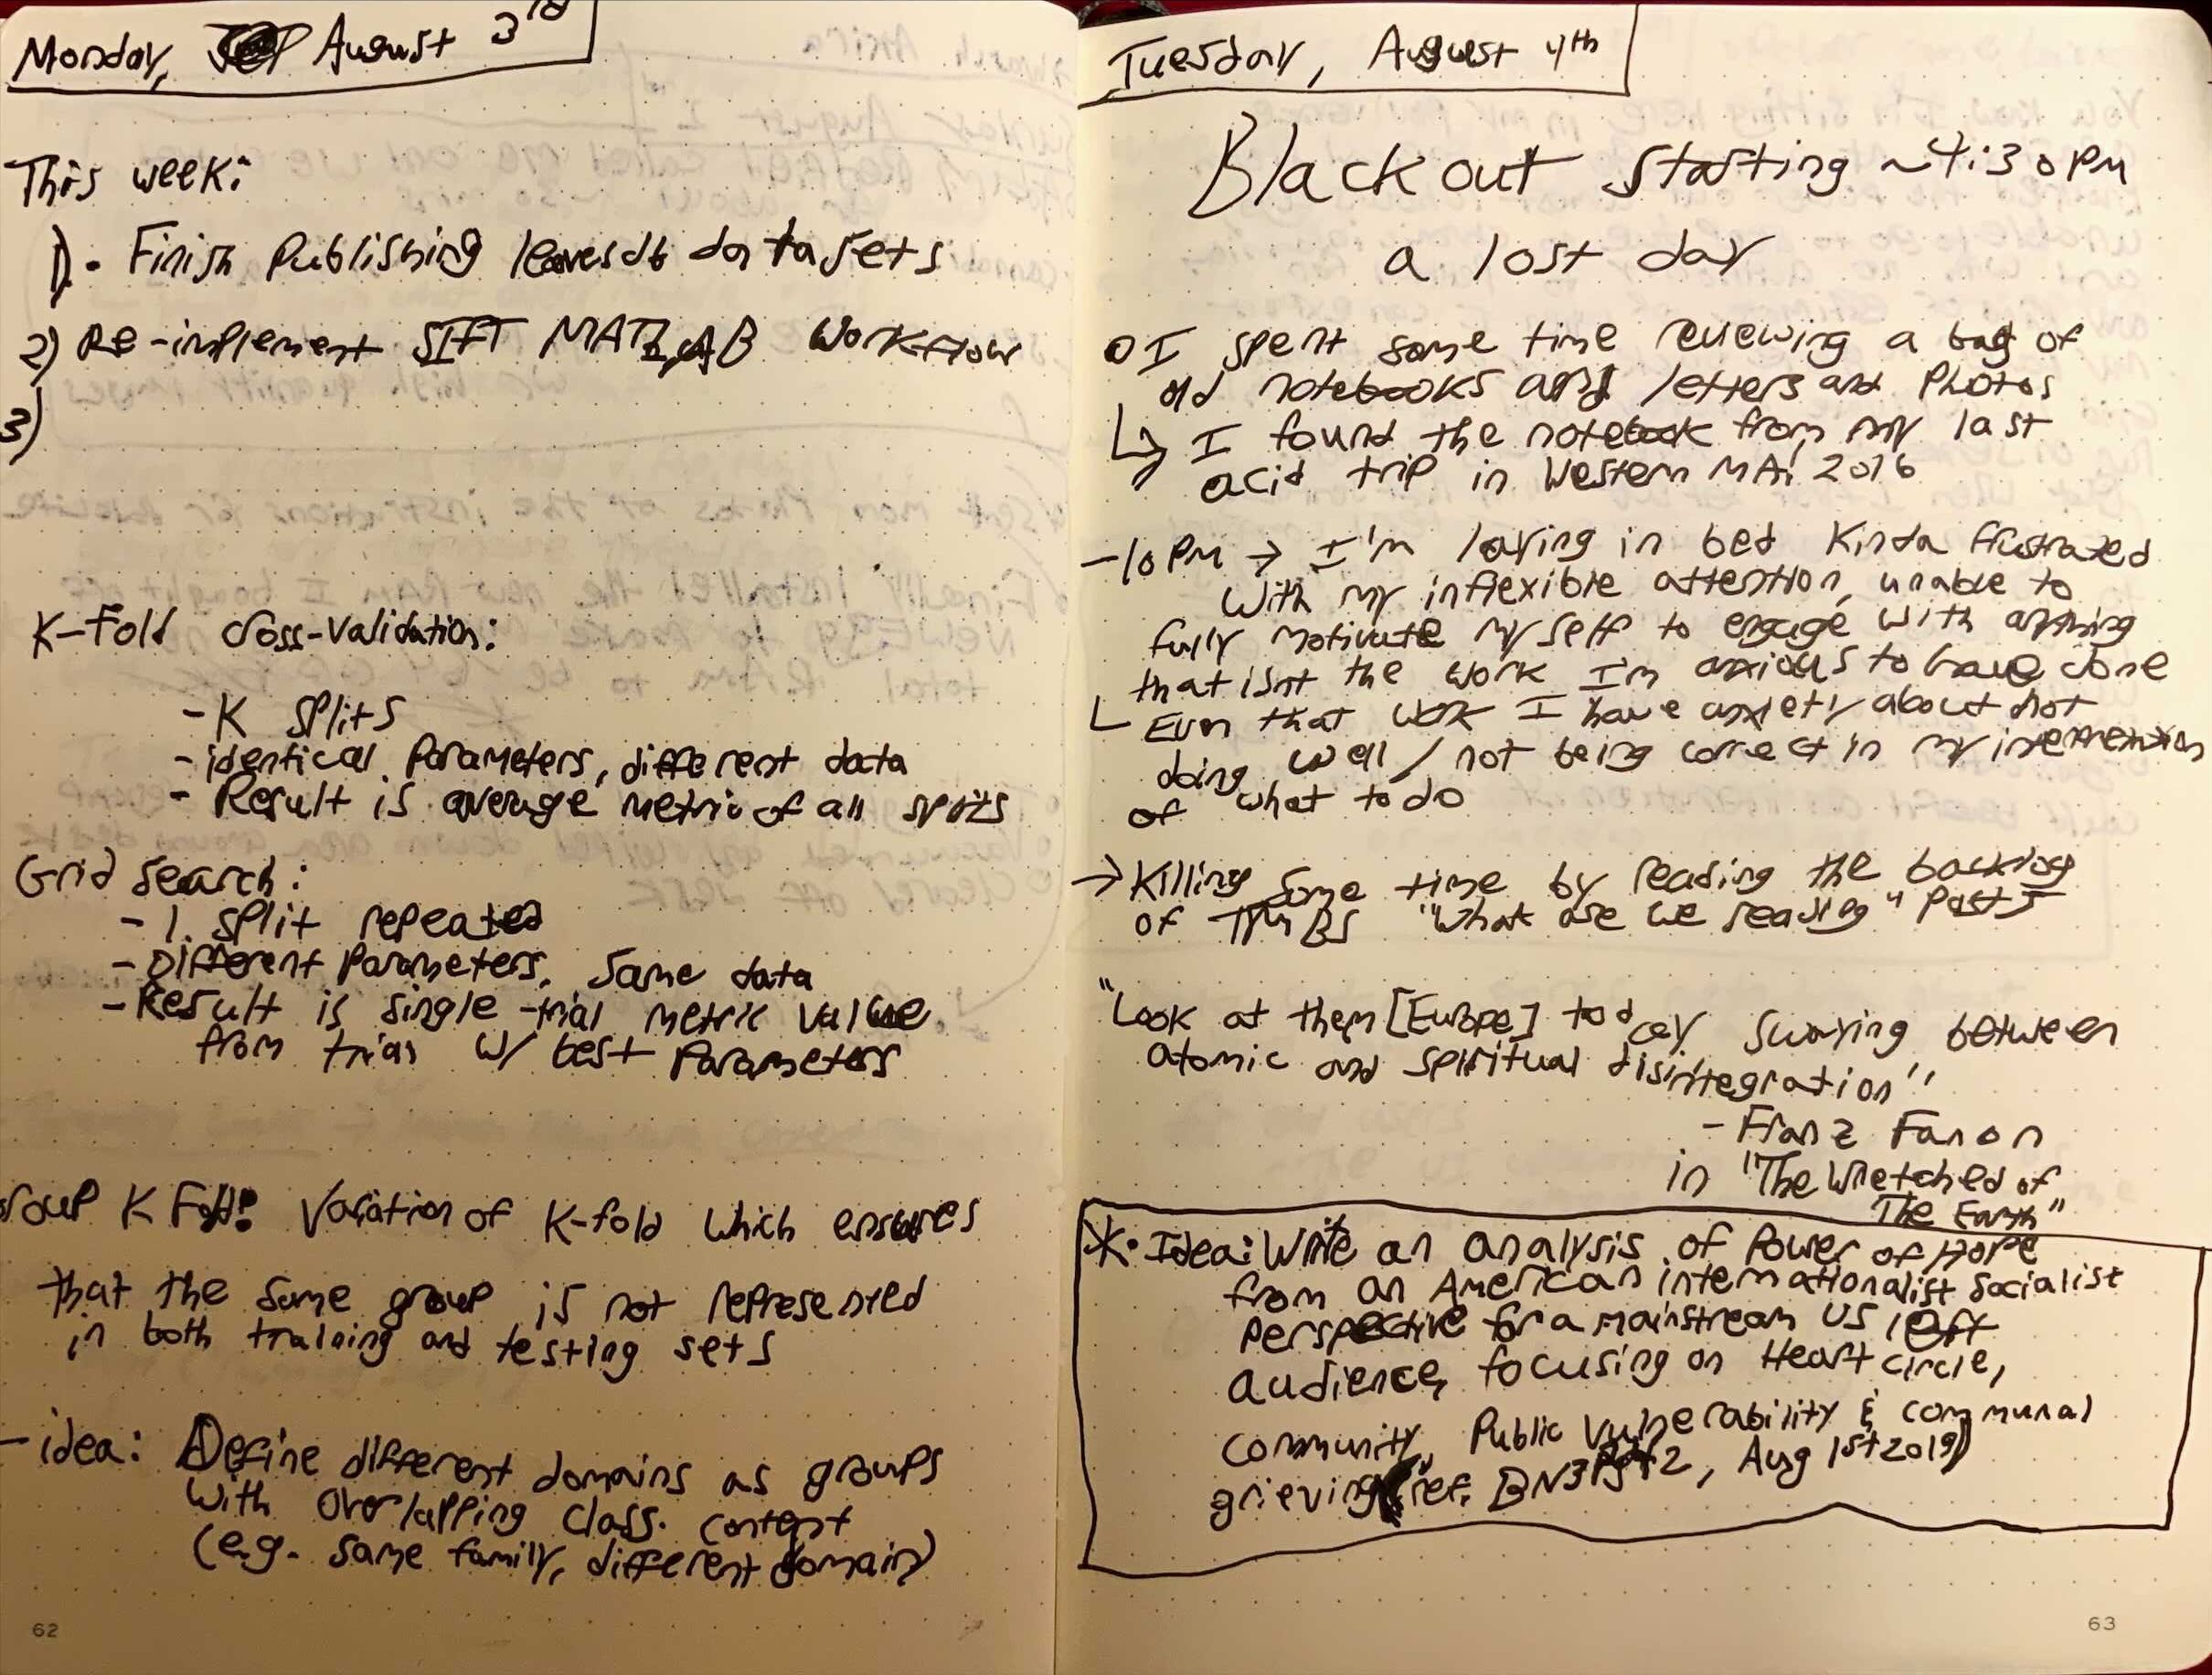 Monday, August 3rd
This week:
1). Finish Publishing leavesdb datasets
2) Re-implement SIFT MATLAB Workflow
3)
K-Fold Cross-Validation:
- K splits
- identical parameters, different data
- Result is average metric of all splits
Grid Search:
- 1 split repeated
- Different Parameters, same data
- Result is single-trial metric value
from trial w/ best parameters
roup K Fold: Variation of K-fold which ensures
that the same group is not represented
in both training and testing sets
- idea: Define different domains as groups
with overlapping class content
(e.g. same family, different domain)
62
Tuesday, August 4th
Blackout starting ~4:30 PM
a lost day
o I spent some time reviewing a bag of
old notebooks and letters and photos
↳ I found the notebook from my last
acid trip in Western MA! 2016
-10 PM → I'm laying in bed kinda frustrated
with my inflexible attention, unable to
fully motivate myself to engage with anything
that isnt the work I'm anxious to have done
↳ Even that work I have anxiety about not
doing well / not being correct in my interpretation
of what to do
→ Killing some time by reading the backlog
of TMBS "What are we reading" Posts
"Look at them [Europe] today swaying between
atomic and spiritual disintegration"
- Franz Fanon
in "The Wretched of
The Earth"
*. Idea: Write an analysis of Power of Hope
from an American internationalist socialist
perspective for a mainstream US left
audience, focusing on Heart circle,
community, public vulnerability & communal
grieving (ref. BN3 2, Aug 1st 2019)
63